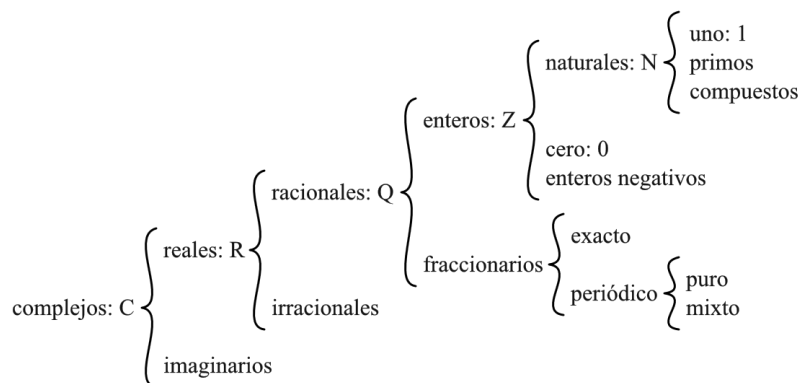 uno: 1
naturales: N
primos
compuestos
enteros: Z
cero: 0
enteros negativos
racionales: Q
exacto
reales: R
fraccionarios
periódico
puro
mixto
complejos: C
irracionales
imaginarios